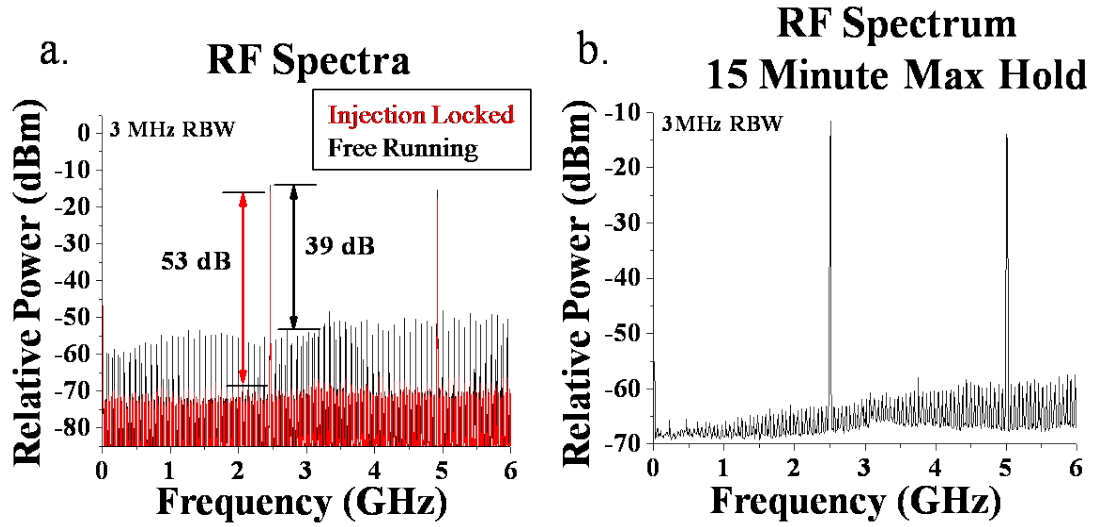 a.
RF Spectra
Injection Locked
Free Running
3 MHz RBW
Relative Power (dBm)
0
-10
-20
-30
-40
-50
-60
-70
-80
53 dB
39 dB
0 1 2 3 4 5 6
Frequency (GHz)
b.
RF Spectrum
15 Minute Max Hold
3MHz RBW
Relative Power (dBm)
-10
-20
-30
-40
-50
-60
-70
0 1 2 3 4 5 6
Frequency (GHz)